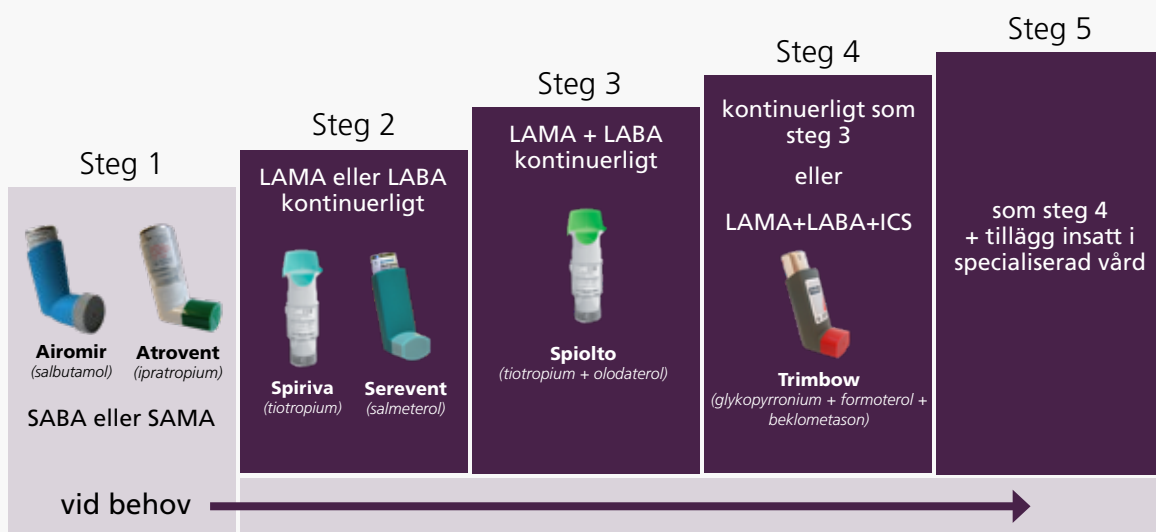 Steg 1
Airomir
(salbutamol)
Atrovent
(ipratropium)
SABA eller SAMA
Steg 2
LAMA eller LABA
kontinuerligt
Spiriva
(tiotropium)
Serevent
(salmeterol)
Steg 3
LAMA + LABA
kontinuerligt
Spiolto
(tiotropium + olodaterol)
Steg 4
kontinuerligt som
steg 3
eller
LAMA+LABA+ICS
Trimbow
(glykopyrronium + formoterol +
beklometason)
Steg 5
som steg 4
+ tillägg insatt i
specialiserad vård
vid behov